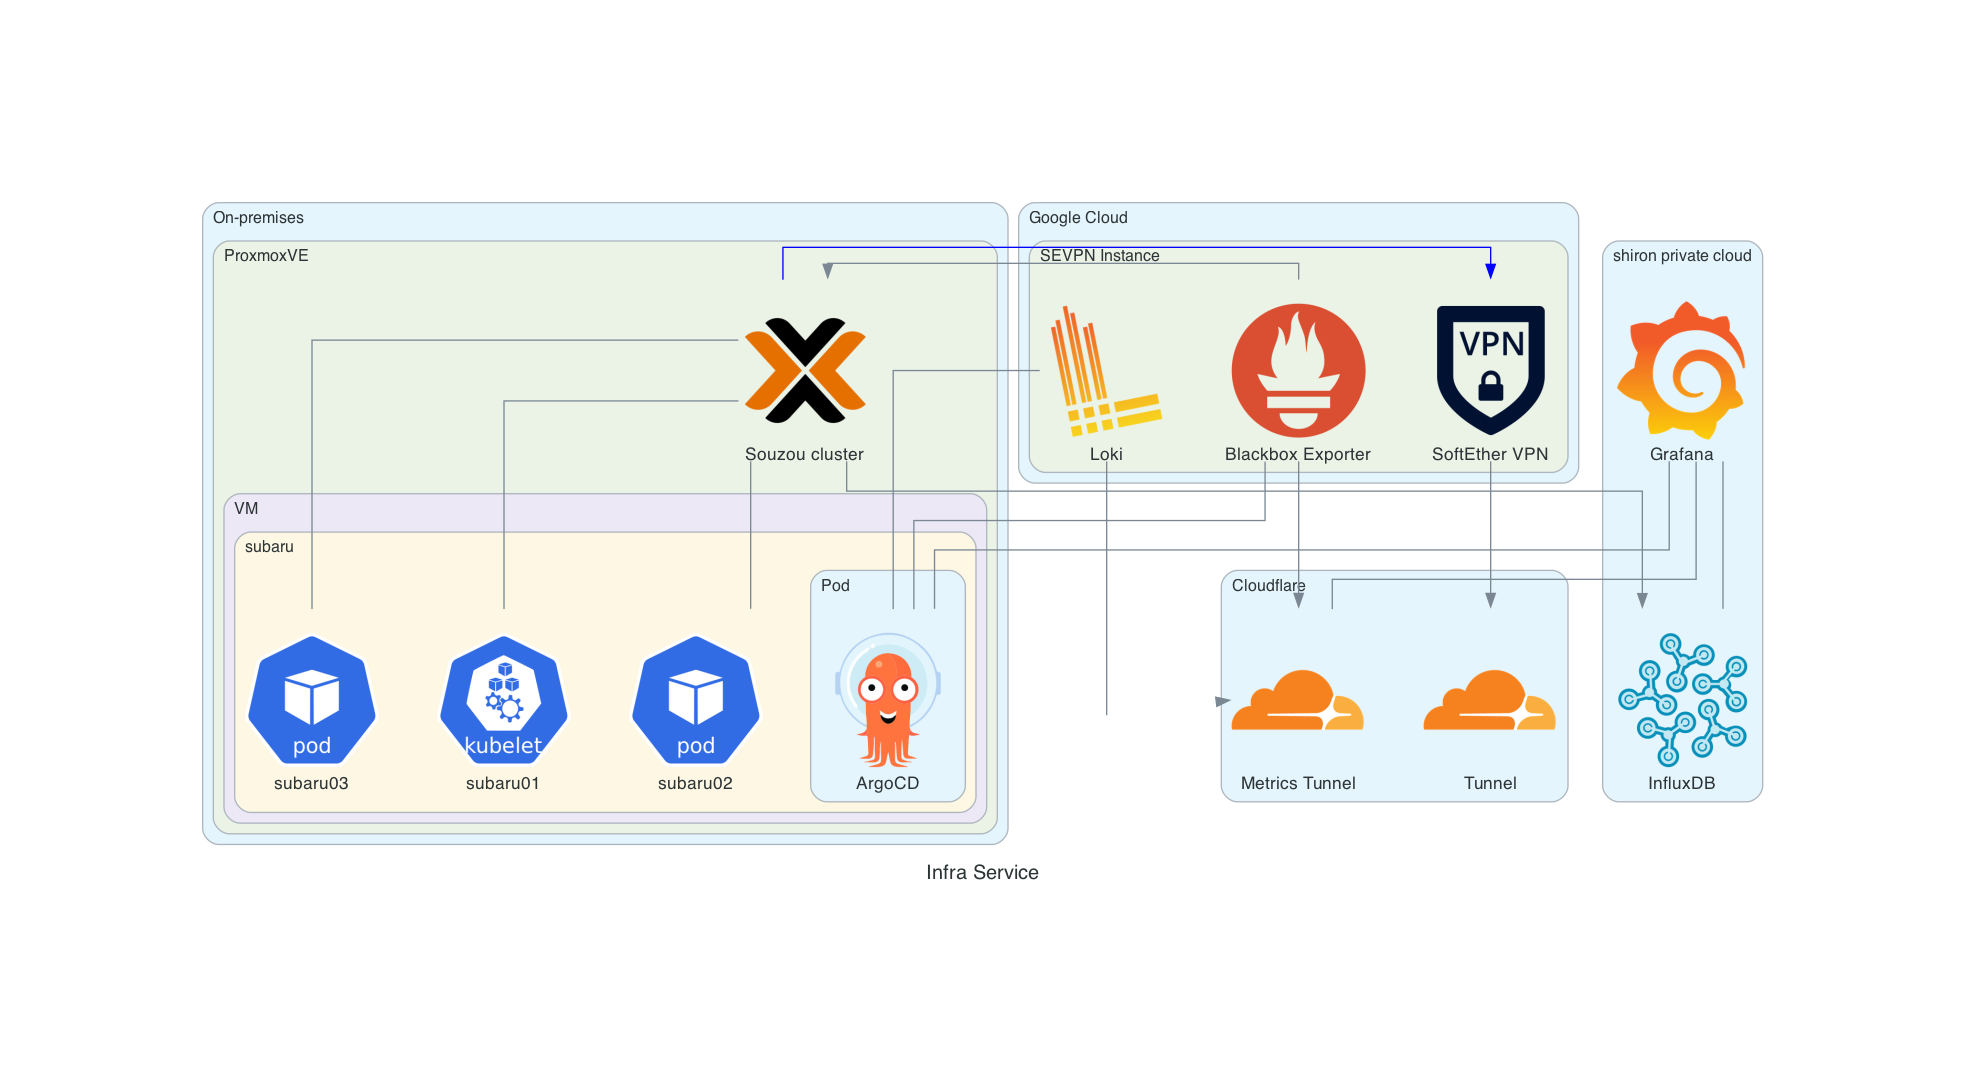 On-premises
Google Cloud
ProxmoxVE
SEVPN Instance
shiron private cloud
VPN
Souzou cluster
Loki
Blackbox Exporter
SoftEther VPN
Grafana
VM
subaru
Pod
Cloudflare
pod
kubelet
pod
subaru03
subaru01
subaru02
ArgoCD
Metrics Tunnel
Tunnel
InfluxDB
Infra Service